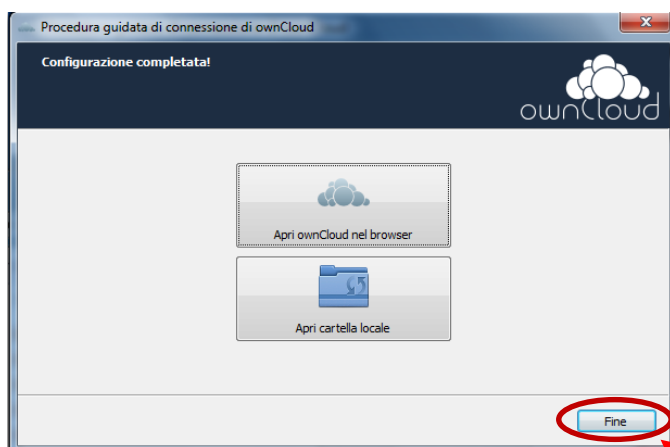 Procedura guidata di connessione di ownCloud
Configurazione completata!
ownCloud
Apri ownCloud nel browser
Apri cartella locale
Fine